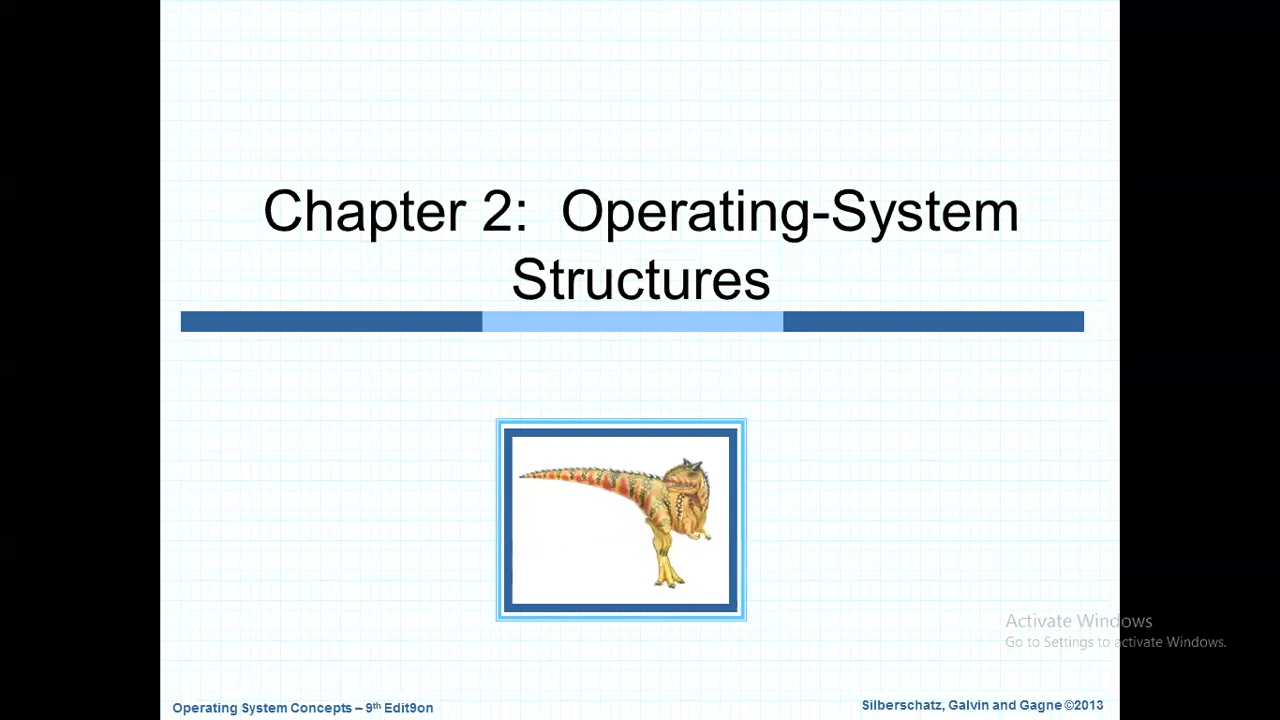 Chapter 2: Operating-System
Structures
Activate Windows
Go to Settings to activate Windows.
Operating System Concepts – 9th Edit9on
Silberschatz, Galvin and Gagne ©2013